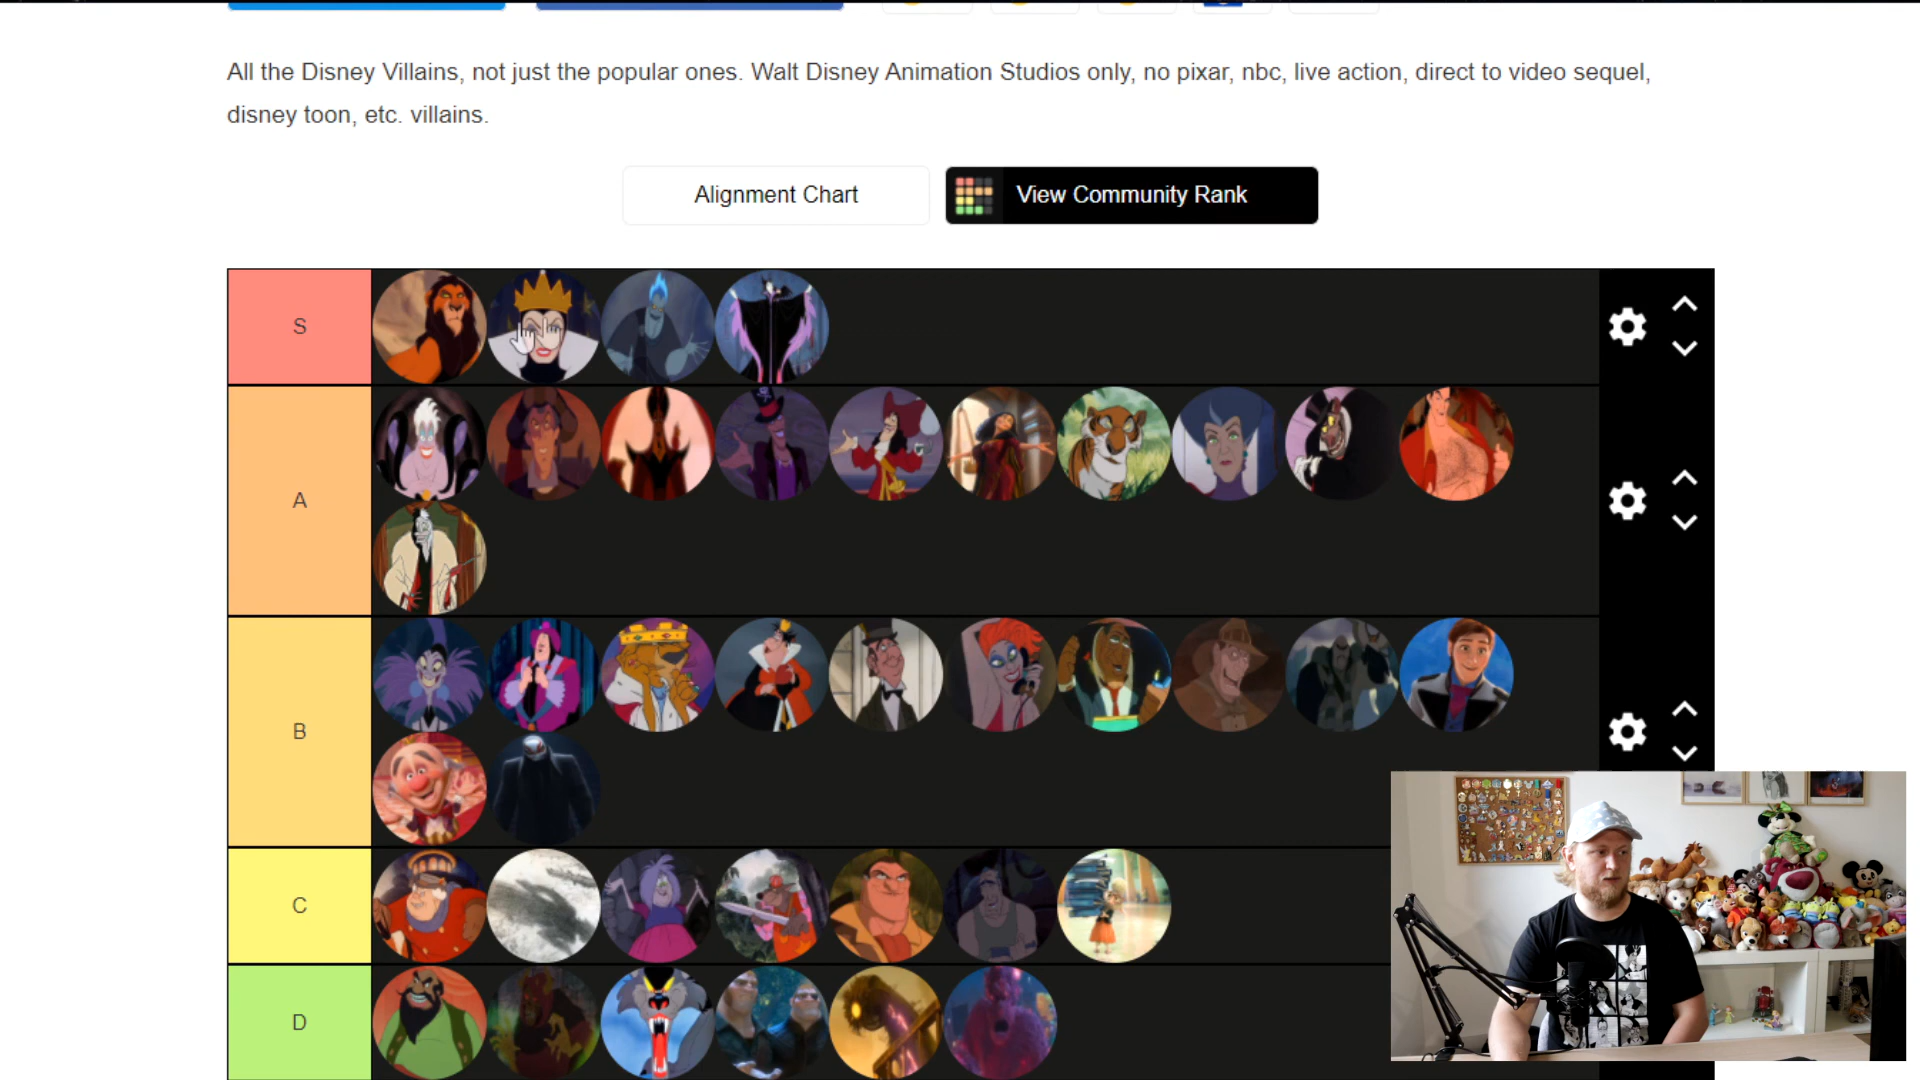 All the Disney Villains, not just the popular ones. Walt Disney Animation Studios only, no pixar, nbc, live action, direct to video sequel,
disney toon, etc. villains.
Alignment Chart
View Community Rank
S
A
B
C
D